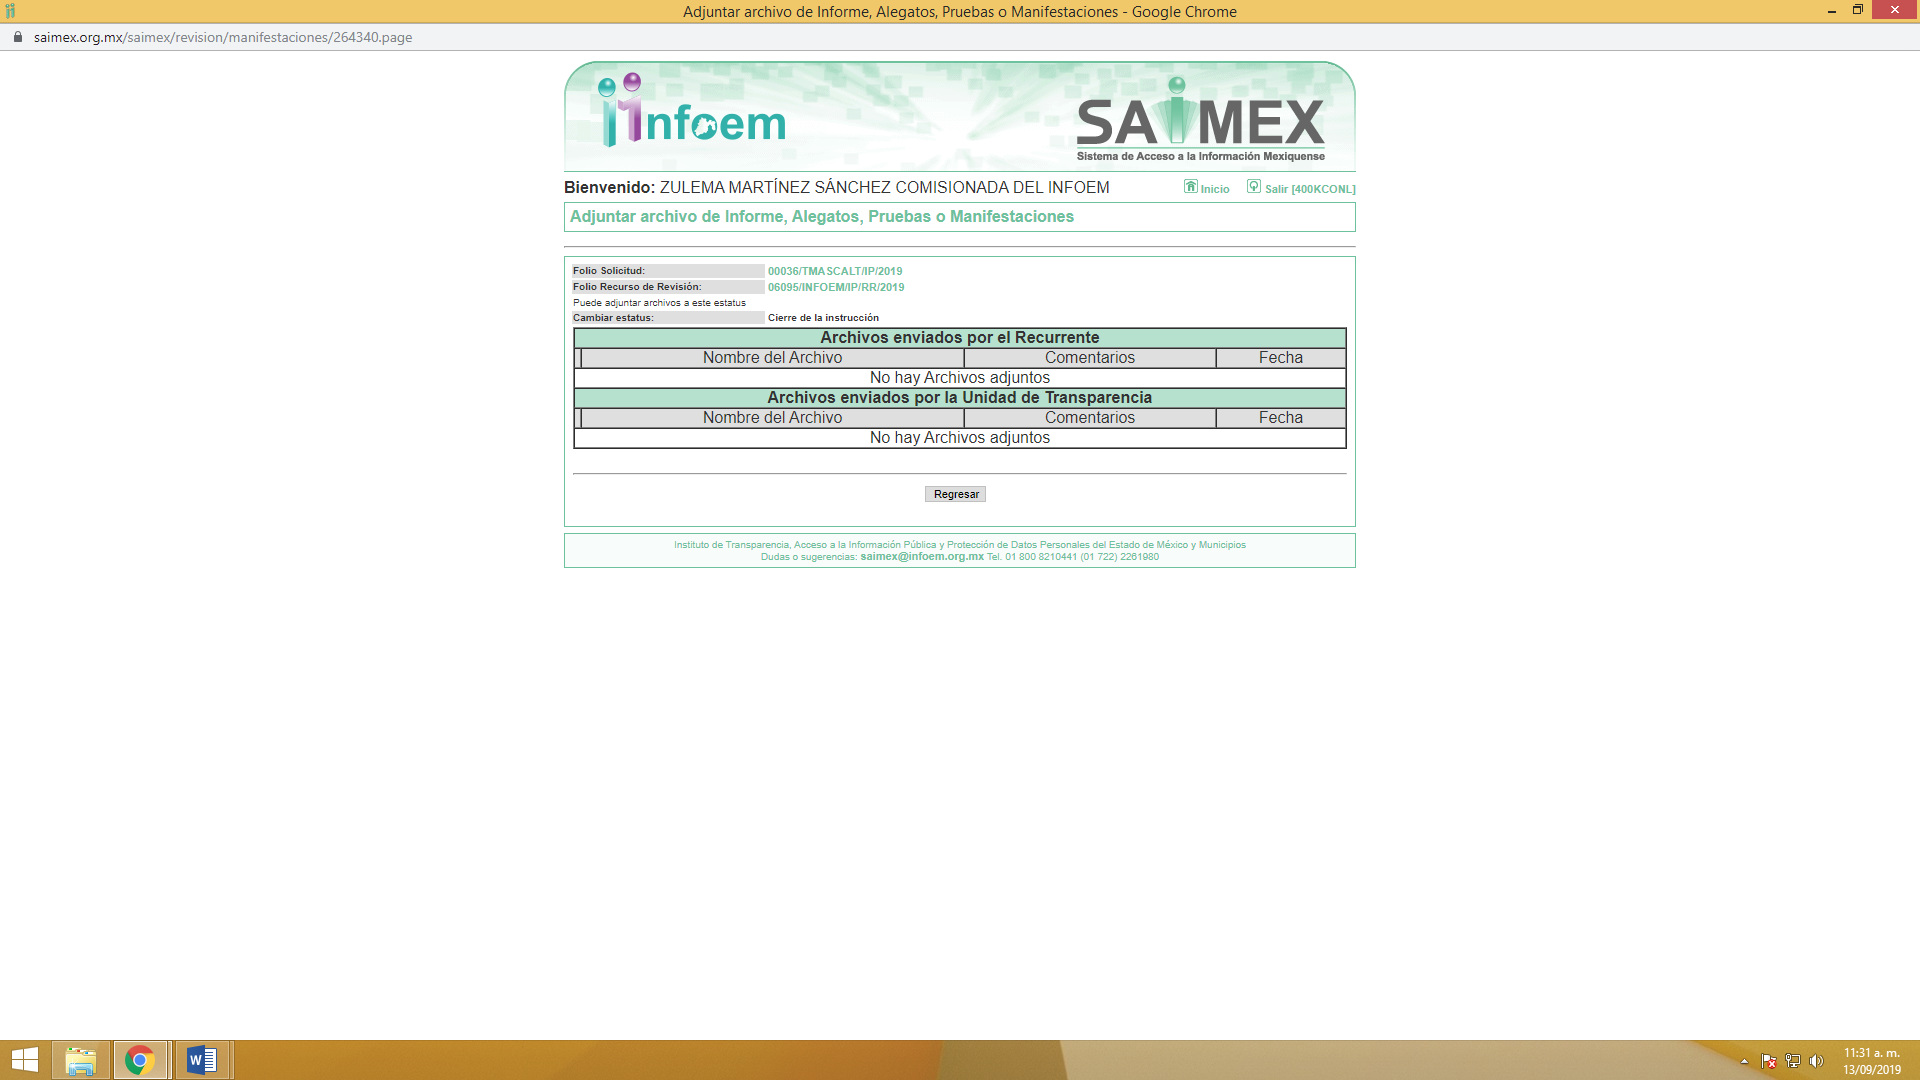 Adjuntar archivo de Informe, Alegatos, Pruebas o Manifestaciones - Google Chrome
saimex.org.mx/saimex/revision/manifestaciones/264340.page
infoem
SAIMEX
Sistema de Acceso a la Información Mexiquense
Bienvenido: ZULEMA MARTÍNEZ SÁNCHEZ COMISIONADA DEL INFOEM
Inicio Salir [400KCONL]
Adjuntar archivo de Informe, Alegatos, Pruebas o Manifestaciones
Folio Solicitud: 00036/TMASCALT/IP/2019
Folio Recurso de Revisión: 06095/INFOEM/IP/RR/2019
Puede adjuntar archivos a este estatus
Cambiar estatus: Cierre de la instrucción
Archivos enviados por el Recurrente
Nombre del Archivo Comentarios Fecha
No hay Archivos adjuntos
Archivos enviados por la Unidad de Transparencia
Nombre del Archivo Comentarios Fecha
No hay Archivos adjuntos
Regresar
Instituto de Transparencia, Acceso a la Información Pública y Protección de Datos Personales del Estado de México y Municipios
Dudas o sugerencias: saimex@infoem.org.mx Tel. 01 800 8210441 (01 722) 2261980
11:31 a. m.
13/09/2019